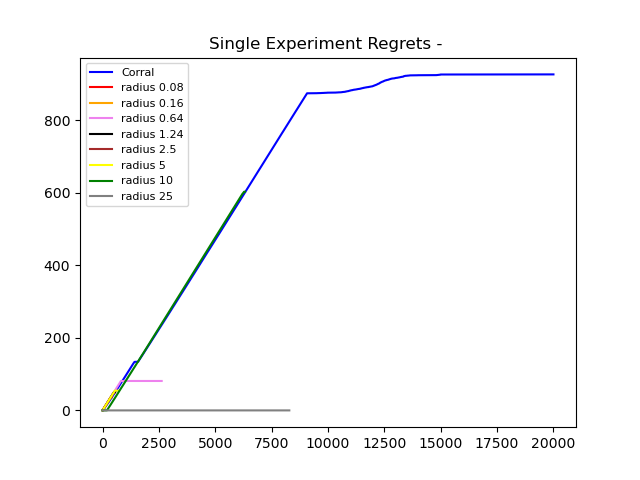 Single Experiment Regrets -
Corral
radius 0.08
radius 0.16
radius 0.64
radius 1.24
radius 2.5
radius 5
radius 10
radius 25
800
600
400
200
0
0 2500 5000 7500 10000 12500 15000 17500 20000